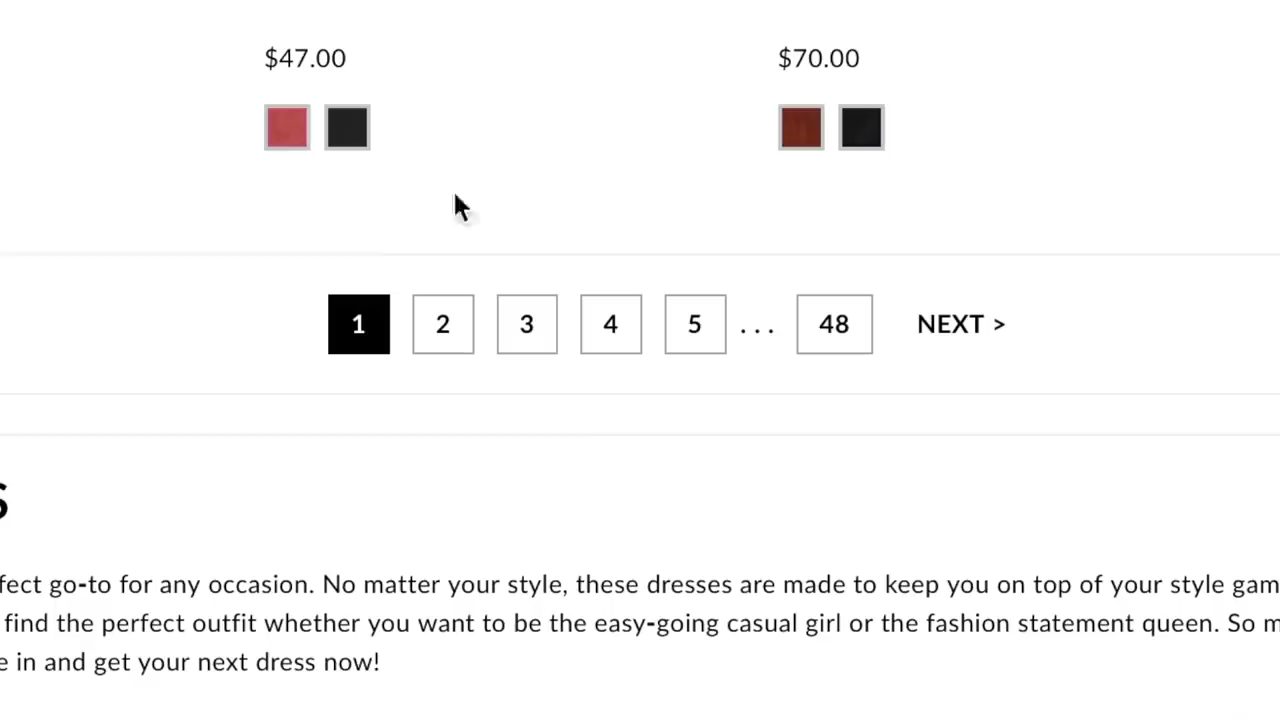 $47.00 $70.00
1 2 3 4 5 ... 48 NEXT >
S
fect go-to for any occasion. No matter your style, these dresses are made to keep you on top of your style gam
find the perfect outfit whether you want to be the easy-going casual girl or the fashion statement queen. So m
e in and get your next dress now!